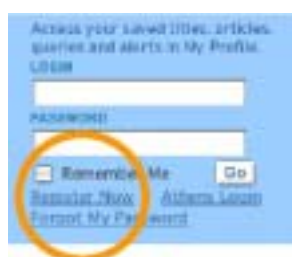 Access your saved titles, articles,
queries and alerts in My Profile.
LOGIN
PASSWORD
Remember Me Go
Register Now Athens Login
Forgot My Password